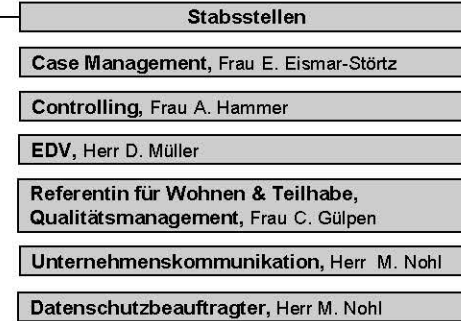 Stabsstellen
Case Management, Frau E. Eismar-Störtz
Controlling, Frau A. Hammer
EDV, Herr D. Müller
Referentin für Wohnen & Teilhabe,
Qualitätsmanagement, Frau C. Gülpen
Unternehmenskommunikation, Herr M. Nohl
Datenschutzbeauftragter, Herr M. Nohl